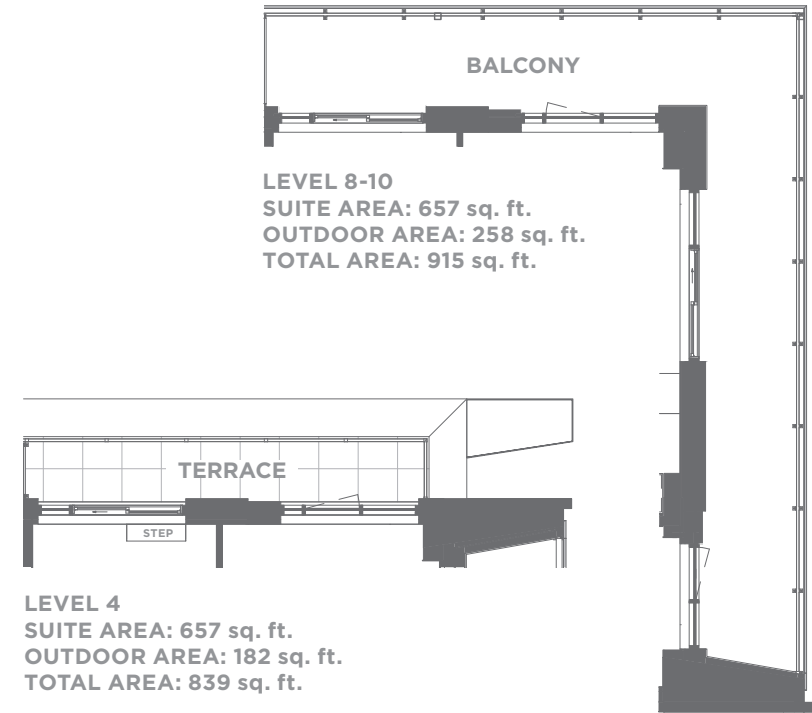 BALCONY
LEVEL 8-10
SUITE AREA: 657 sq. ft.
OUTDOOR AREA: 258 sq. ft.
TOTAL AREA: 915 sq. ft.
TERRACE
STEP
LEVEL 4
SUITE AREA: 657 sq. ft.
OUTDOOR AREA: 182 sq. ft.
TOTAL AREA: 839 sq. ft.